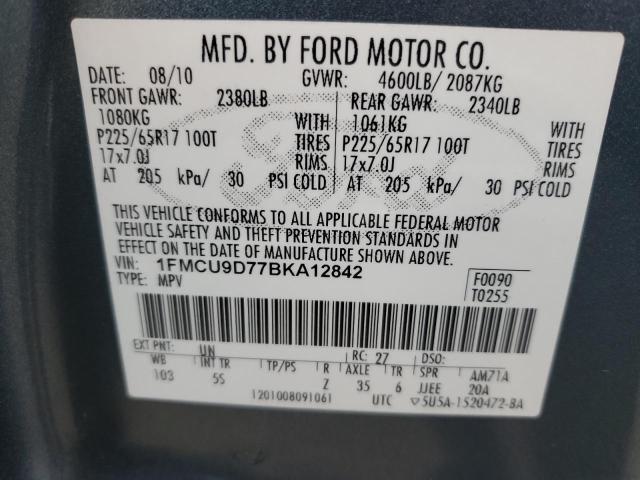 MFD. BY FORD MOTOR CO.
DATE: 08/10 GVWR: 4600LB/ 2087KG
FRONT GAWR: 2380LB REAR GAWR: 2340LB
1080KG WITH 1061KG WITH
P225/65R17 100T TIRES P225/65R17 100T TIRES
17x7.0J RIMS 17x7.0J RIMS
AT 205 kPa/ 30 PSI COLD AT 205 kPa/ 30 PSI COLD
Ford
THIS VEHICLE CONFORMS TO ALL APPLICABLE FEDERAL MOTOR
VEHICLE SAFETY AND THEFT PREVENTION STANDARDS IN
EFFECT ON THE DATE OF MANUFACTURE SHOWN ABOVE.
VIN: 1FMCU9D77BKA12842 F0090
TYPE: MPV T0255
EXT PNT: UN RC: 27 DSO:
WB INT TR TP/PS R AXLE TR SPR AM71A
103 5S Z 35 6 JJEE 20A
1201008091061 UTC 5U5A-1520472-BA